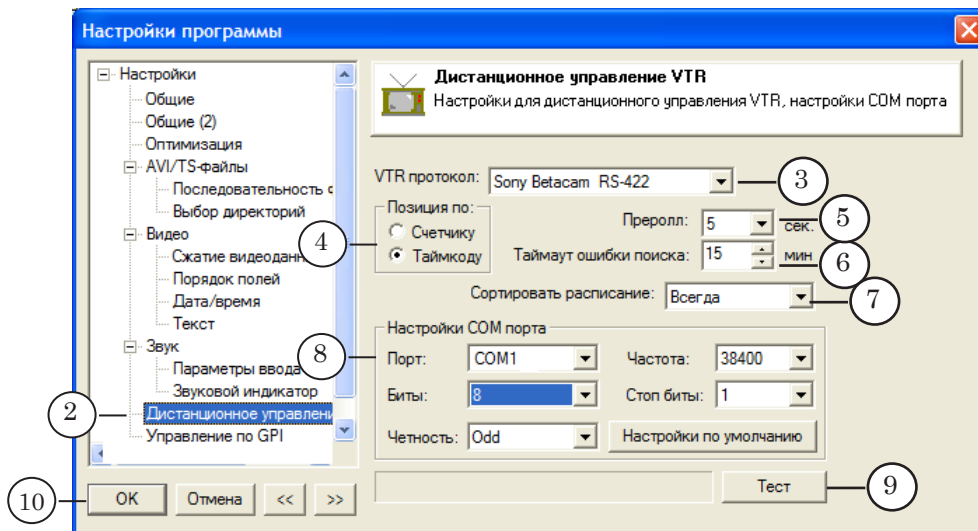 Настройки программы
Настройки
Общие
Общие (2)
Оптимизация
AVI/TS-файлы
Последовательность
Выбор директорий
Видео
Сжатие видеодан
Порядок полей
Дата/время
Текст
Звук
Параметры ввода
Звуковой индикатор
2
Дистанционное управлени
Управление по GPI
10
OK
Отмена
<<
>>
Дистанционное управление VTR
Настройки для дистанционного управления VTR, настройки COM порта
VTR протокол: Sony Betacam RS-422
3
Позиция по:
4
Счетчику
Таймкоду
Преролл: 5 сек.
5
Таймаут ошибки поиска: 15 мин
6
Сортировать расписание: Всегда
7
8
Настройки COM порта
Порт: COM1 Частота: 38400
Биты: 8 Стоп биты: 1
Четность: Odd Настройки по умолчанию
Тест
9